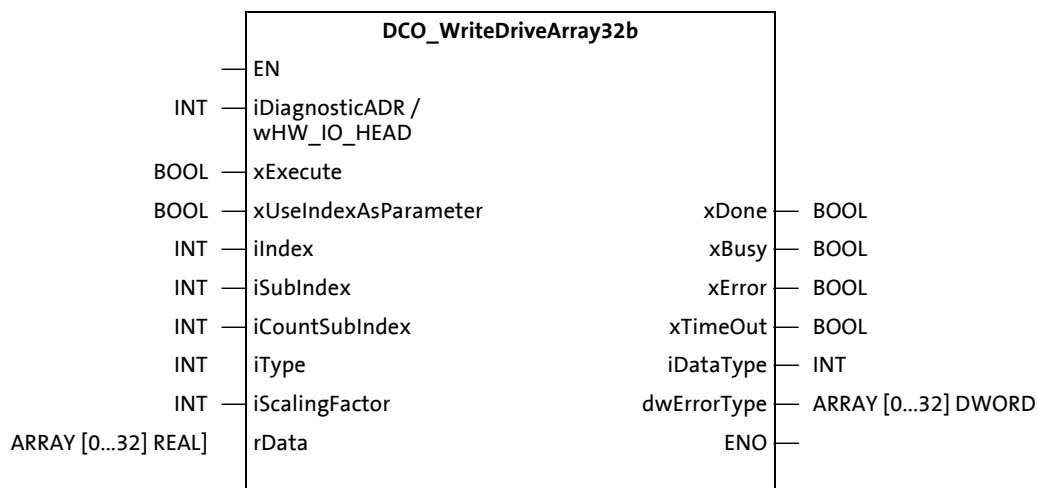 DCO_WriteDriveArray32b
EN
INT iDiagnosticADR /
wHW_IO_HEAD
BOOL xExecute
BOOL xUseIndexAsParameter xDone BOOL
INT iIndex xBusy BOOL
INT iSubIndex xError BOOL
INT iCountSubIndex xTimeOut BOOL
INT iType iDataType INT
INT iScalingFactor dwErrorType ARRAY [0...32] DWORD
ARRAY [0...32] REAL] rData ENO